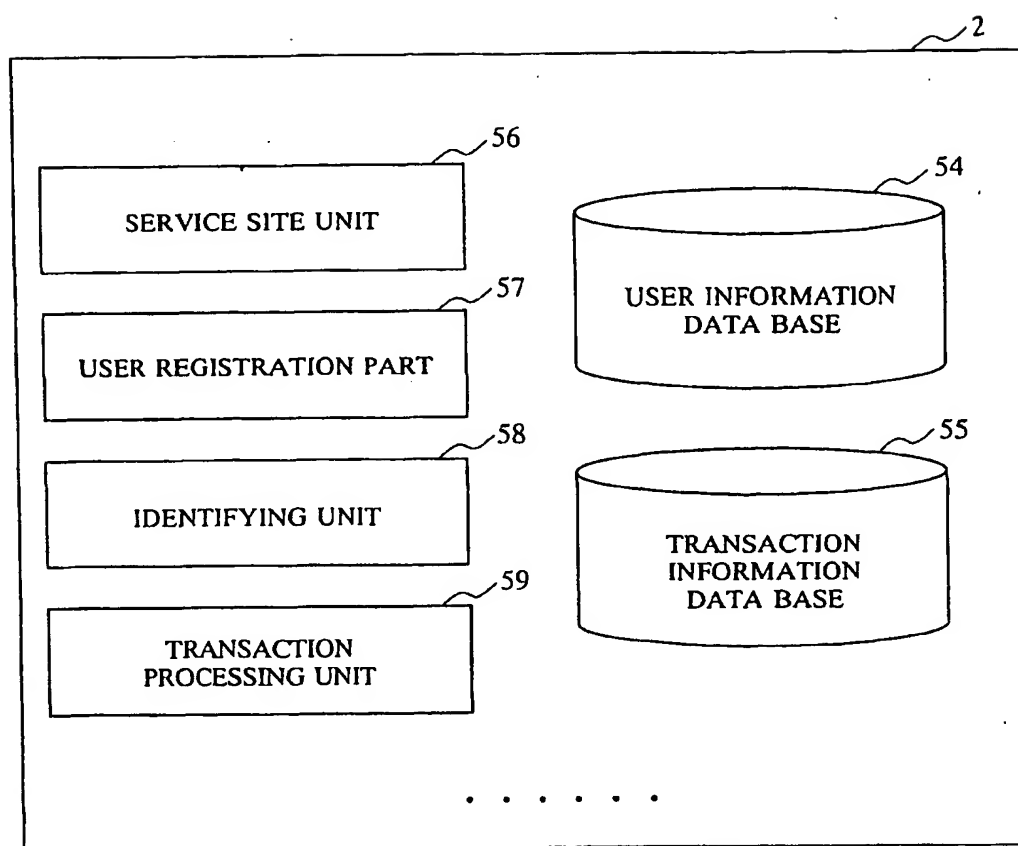 2
56
SERVICE SITE UNIT
57
USER REGISTRATION PART
58
IDENTIFYING UNIT
59
TRANSACTION
PROCESSING UNIT
54
USER INFORMATION
DATA BASE
55
TRANSACTION
INFORMATION
DATA BASE
. . . . . .